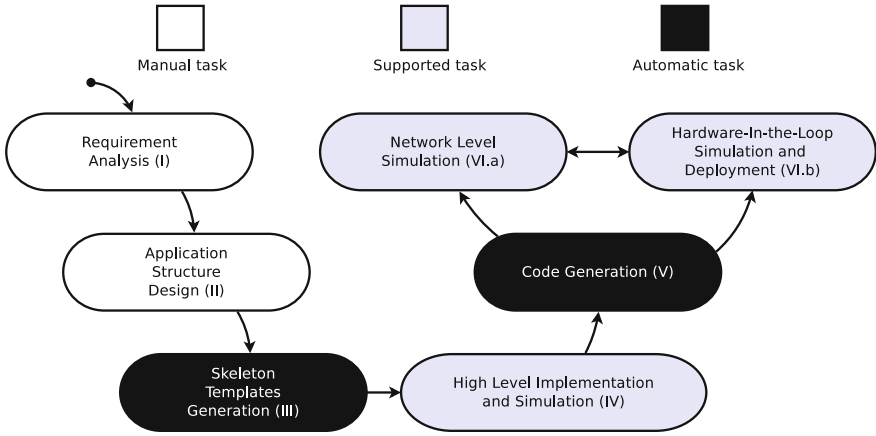 Manual task
Supported task
Automatic task
Requirement
Analysis (I)
Network Level
Simulation (VI.a)
Hardware-In-the-Loop
Simulation and
Deployment (VI.b)
Application
Structure
Design (II)
Code Generation (V)
Skeleton
Templates
Generation (III)
High Level Implementation
and Simulation (IV)